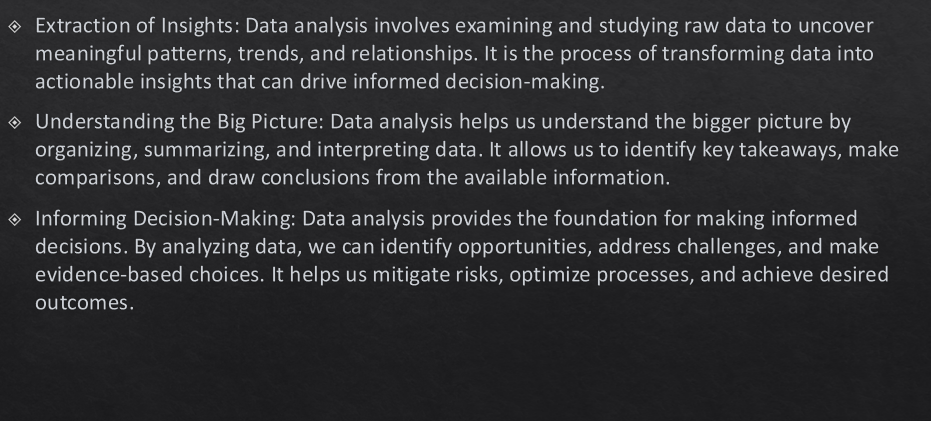 Extraction of Insights: Data analysis involves examining and studying raw data to uncover
meaningful patterns, trends, and relationships. It is the process of transforming data into
actionable insights that can drive informed decision-making.
Understanding the Big Picture: Data analysis helps us understand the bigger picture by
organizing, summarizing, and interpreting data. It allows us to identify key takeaways, make
comparisons, and draw conclusions from the available information.
Informing Decision-Making: Data analysis provides the foundation for making informed
decisions. By analyzing data, we can identify opportunities, address challenges, and make
evidence-based choices. It helps us mitigate risks, optimize processes, and achieve desired
outcomes.